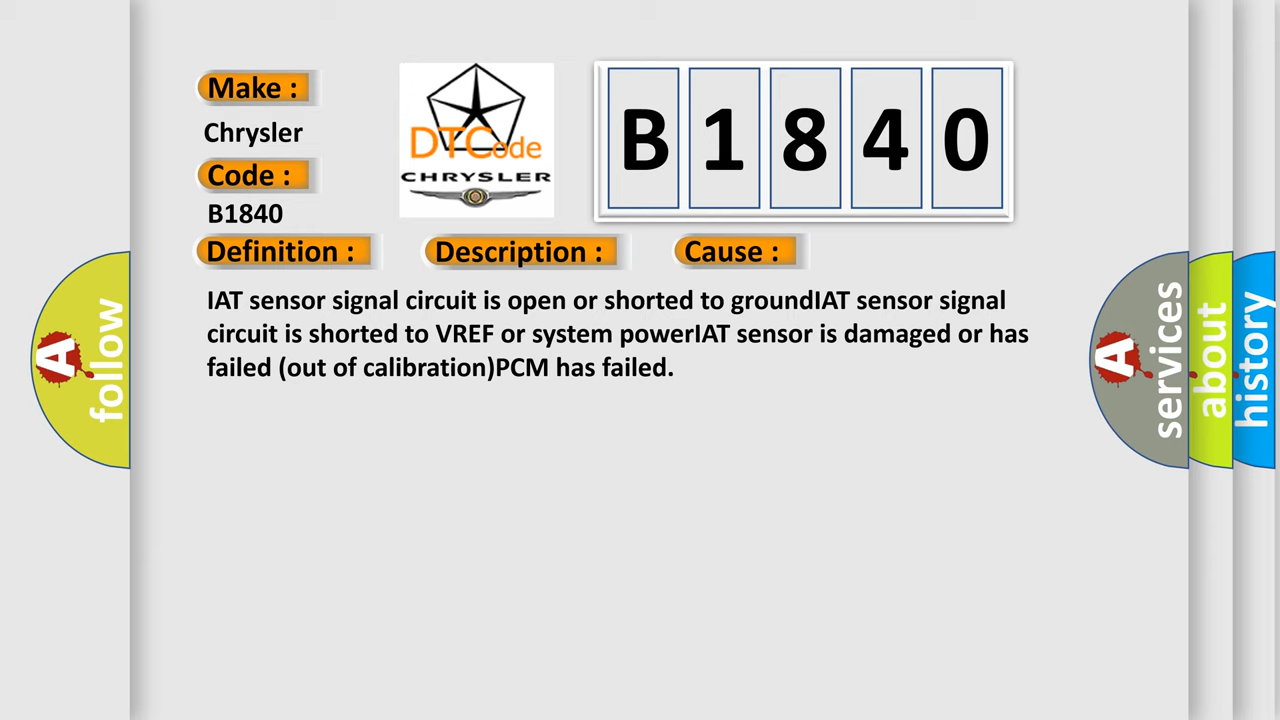 Make :
Chrysler
Code :
B1840
DTCode
CHRYSLER
B 1 8 4 0
Definition :
Description :
Cause :
IAT sensor signal circuit is open or shorted to groundIAT sensor signal
circuit is shorted to VREF or system powerIAT sensor is damaged or has
failed (out of calibrationPCM has failed.
A follow
A services
about
history